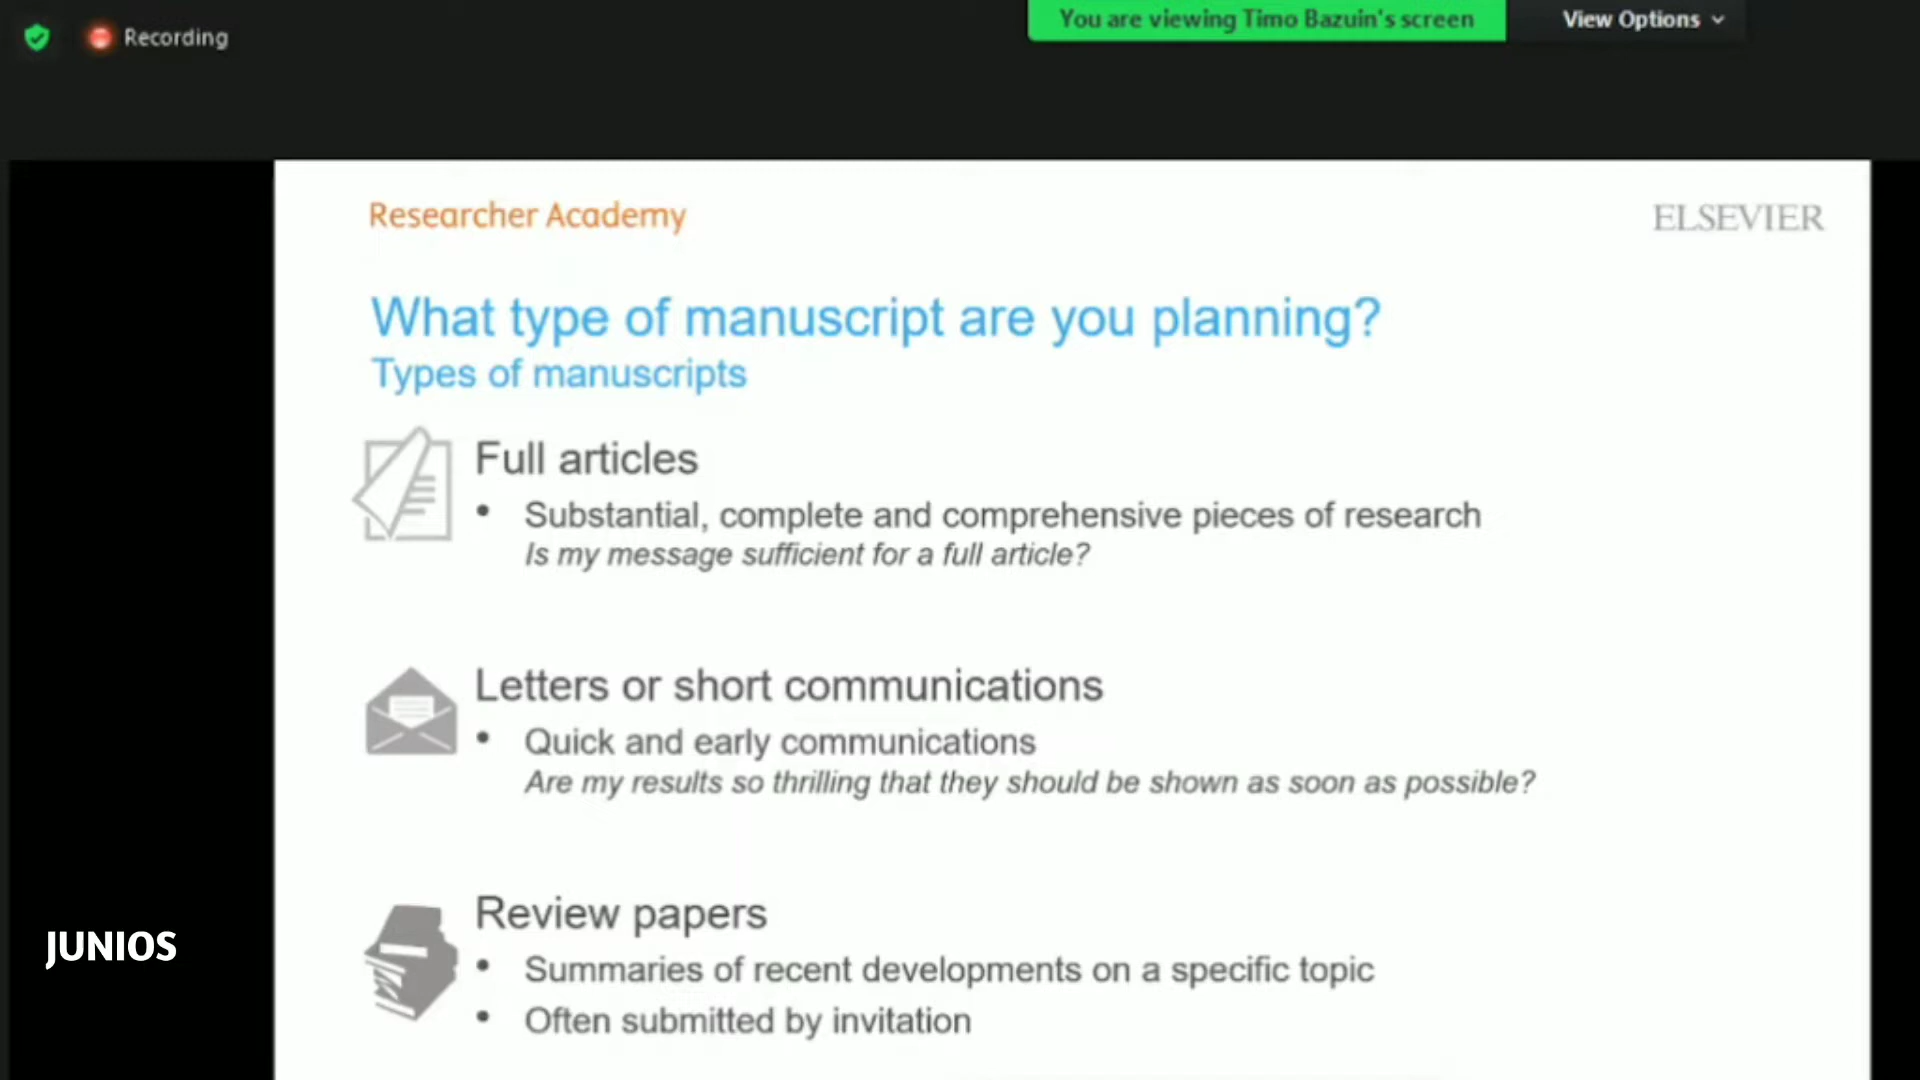 Recording
You are viewing Timo Bazuin's screen
View Options
Researcher Academy
ELSEVIER
What type of manuscript are you planning?
Types of manuscripts
Full articles
• Substantial, complete and comprehensive pieces of research
Is my message sufficient for a full article?
Letters or short communications
• Quick and early communications
Are my results so thrilling that they should be shown as soon as possible?
Review papers
• Summaries of recent developments on a specific topic
• Often submitted by invitation
JUNIOS